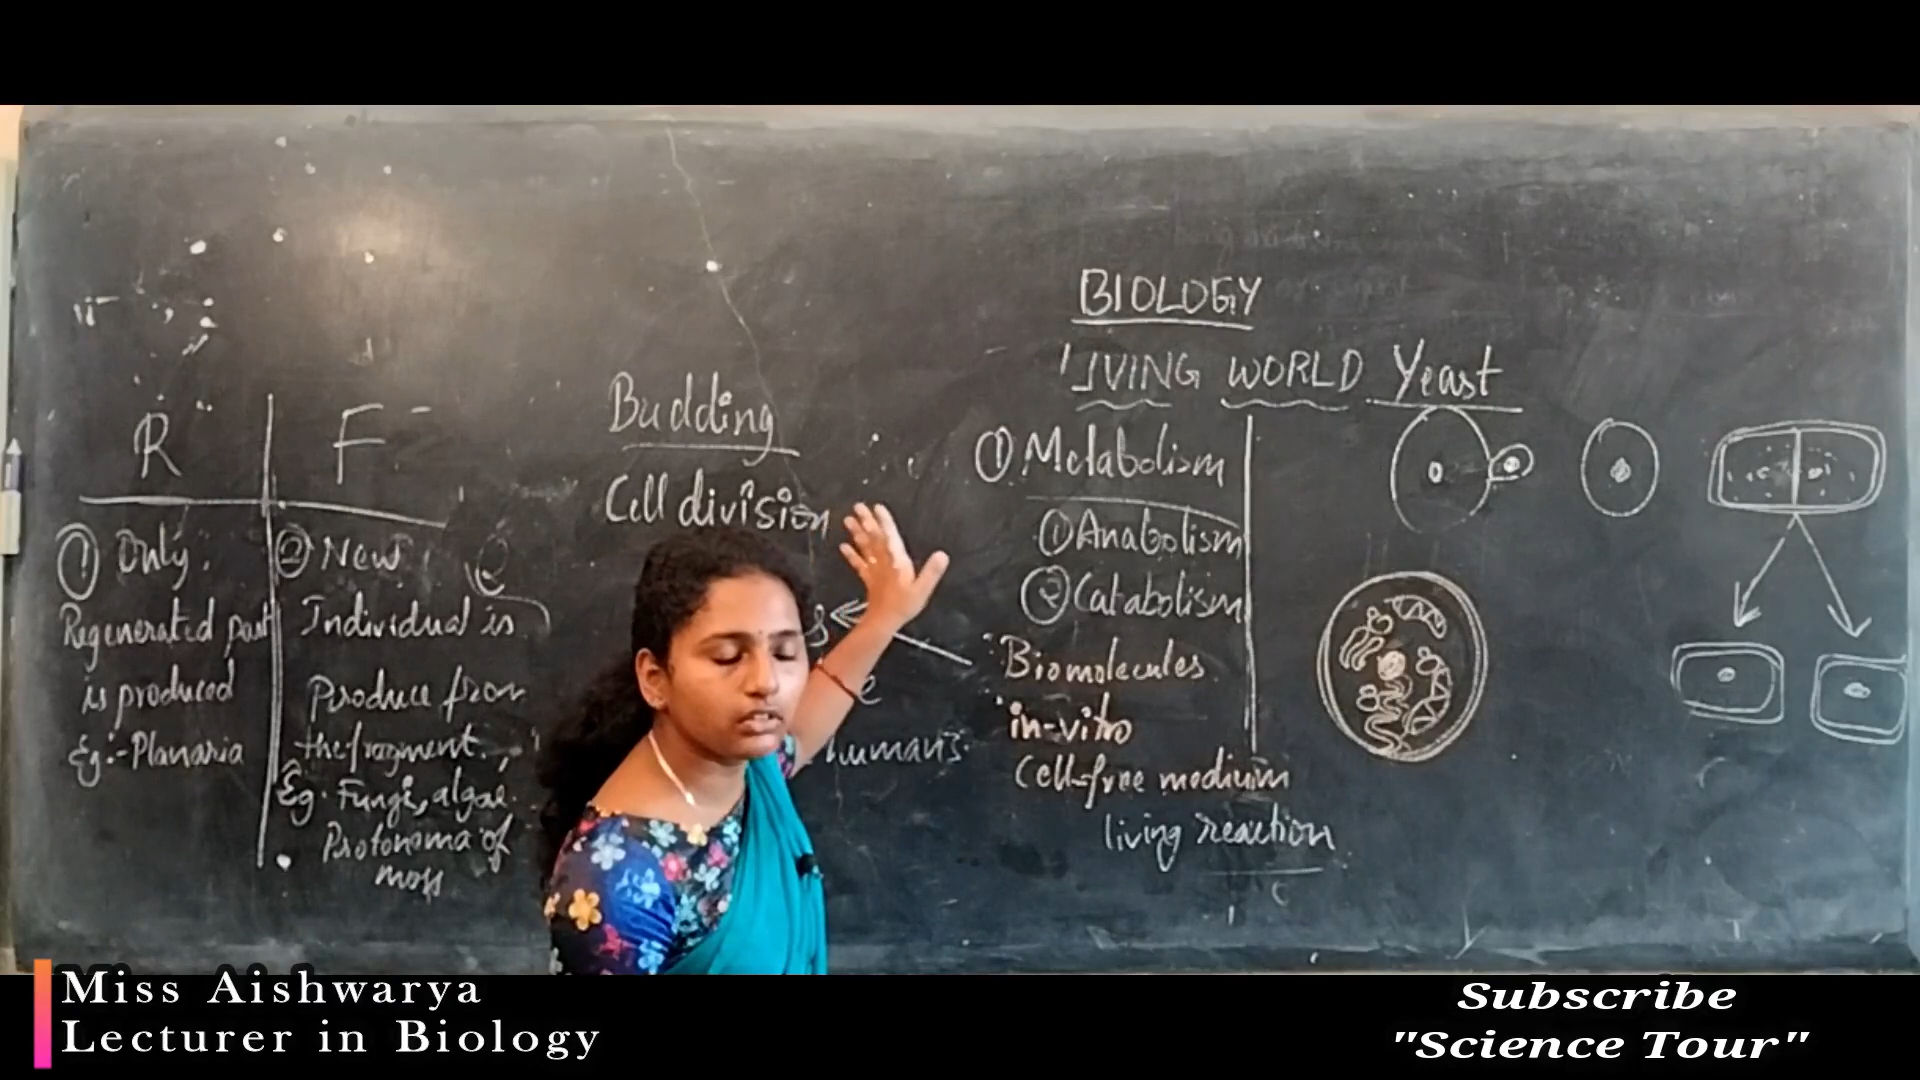 R
F
① Only
Regenerated part
is produced
Eg:- Planaria
② New
Individual is
Produce from
the fragment.
Eg. Fungi, algae.
Protonoma of
moss
Budding
Cell division
humans
BIOLOGY
LIVING WORLD
① Metabolism
① Anabolism
② Catabolism
Biomolecules
in-vitro
Cell-free medium
living reaction
Yeast
Miss Aishwarya
Lecturer in Biology
Subscribe
"Science Tour"